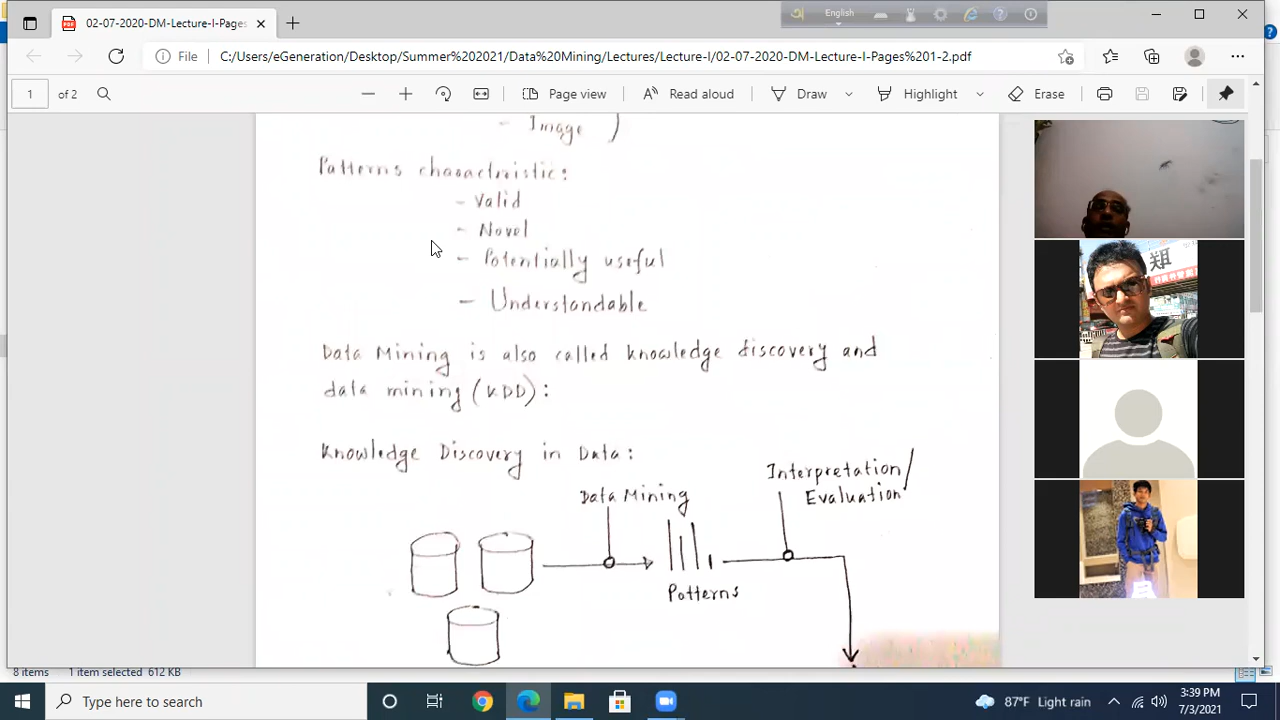 02-07-2020-DM-Lecture-I-Pages
English
File
C:/Users/eGeneration/Desktop/Summer%202021/Data%20Mining/Lectures/Lecture-I/02-07-2020-DM-Lecture-I-Pages%201-2.pdf
1 of 2
Page view
Read aloud
Draw
Highlight
Erase
- Image )
Patterns charactristic:
- Valid
- Novel
- Potentially useful
- Understandable
Data Mining is also called knowledge discovery and
data mining (KDD):
Knowledge Discovery in Data:
Interpretation/
Evaluation
Data Mining
Patterns
8 items 1 item selected 612 KB
Type here to search
87°F Light rain
3:39 PM
7/3/2021